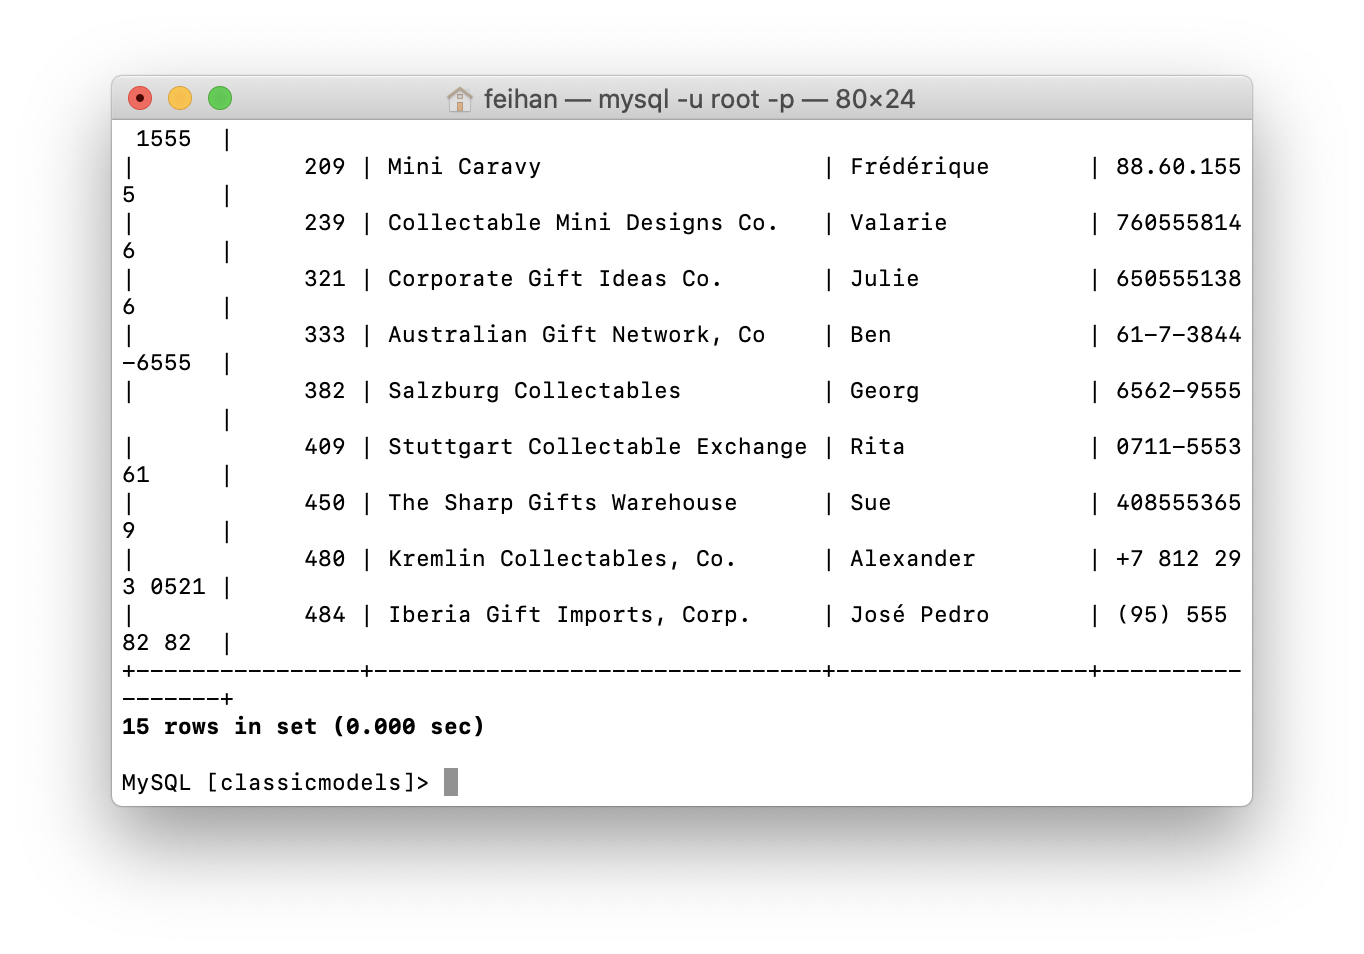 feihan — mysql -u root -p — 80×24
 1555  |
|            209 | Mini Caravy                    | Frédérique       | 88.60.155
5      |
|            239 | Collectable Mini Designs Co.   | Valarie          | 760555814
6      |
|            321 | Corporate Gift Ideas Co.       | Julie            | 650555138
6      |
|            333 | Australian Gift Network, Co    | Ben              | 61-7-3844
-6555  |
|            382 | Salzburg Collectables          | Georg            | 6562-9555
       |
|            409 | Stuttgart Collectable Exchange | Rita             | 0711-5553
61     |
|            450 | The Sharp Gifts Warehouse      | Sue              | 408555365
9      |
|            480 | Kremlin Collectables, Co.      | Alexander        | +7 812 29
3 0521 |
|            484 | Iberia Gift Imports, Corp.     | José Pedro       | (95) 555 
82 82  |
+----------------+--------------------------------+------------------+----------
-------+
15 rows in set (0.000 sec)
MySQL [classicmodels]>